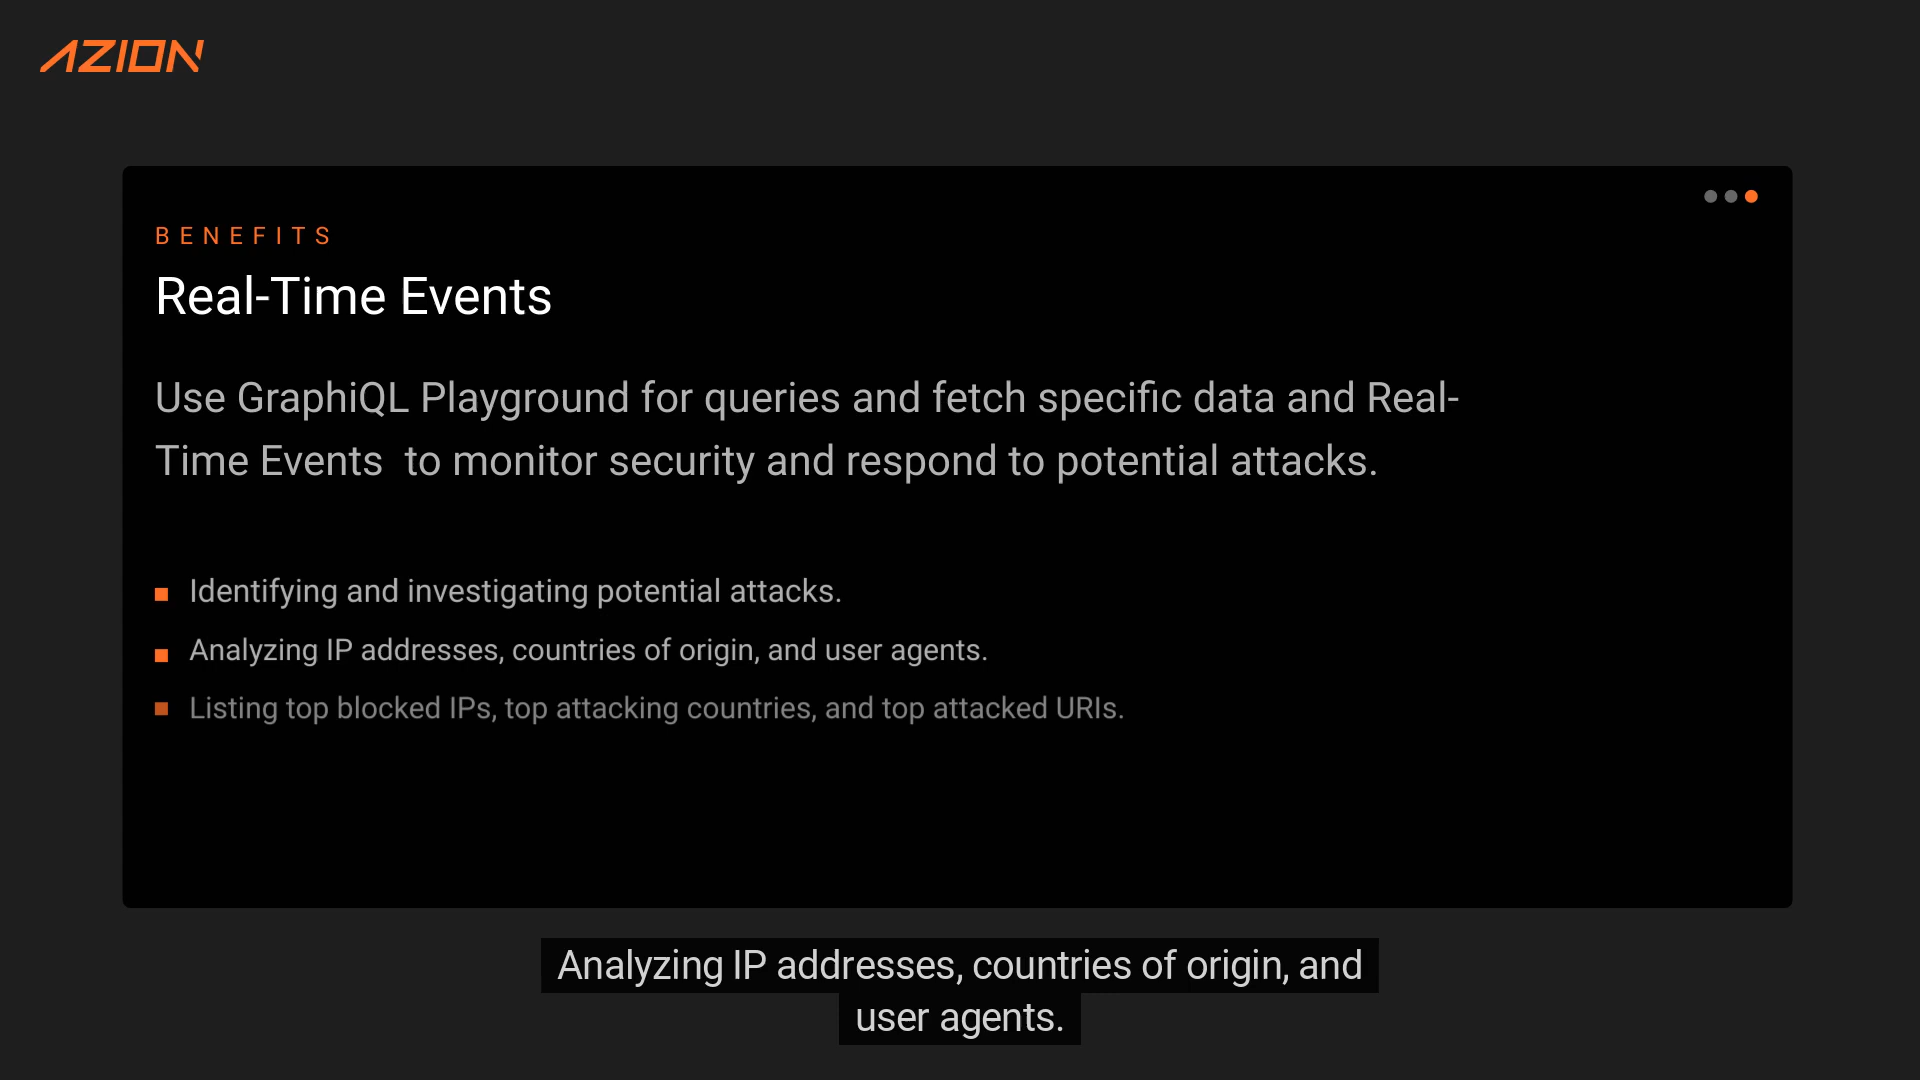 AZION
BENEFITS
Real-Time Events
Use GraphiQL Playground for queries and fetch specific data and Real-
Time Events  to monitor security and respond to potential attacks.
Identifying and investigating potential attacks.
Analyzing IP addresses, countries of origin, and user agents.
Listing top blocked IPs, top attacking countries, and top attacked URIs.
Analyzing IP addresses, countries of origin, and
user agents.